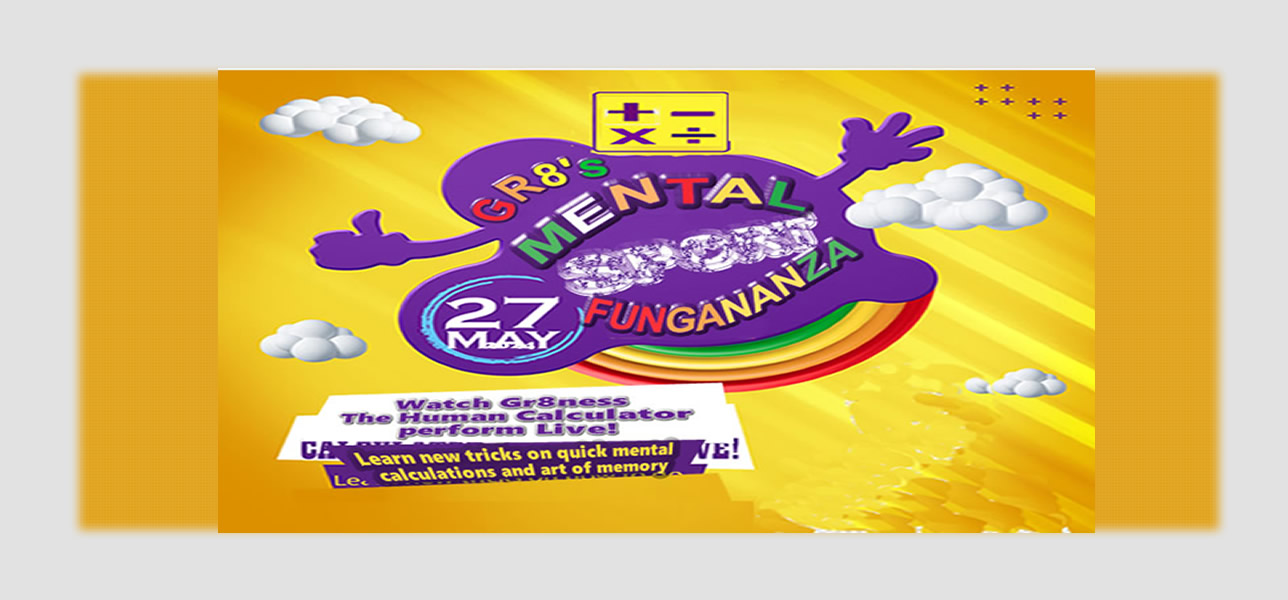 + −
x ÷
GR8's
MENTAL
SPORT
FUNGANANZA
27
MAY
Watch Gr8ness
The Human Calculator
perform Live!
VE!
Learn new tricks on quick mental
calculations and art of memory